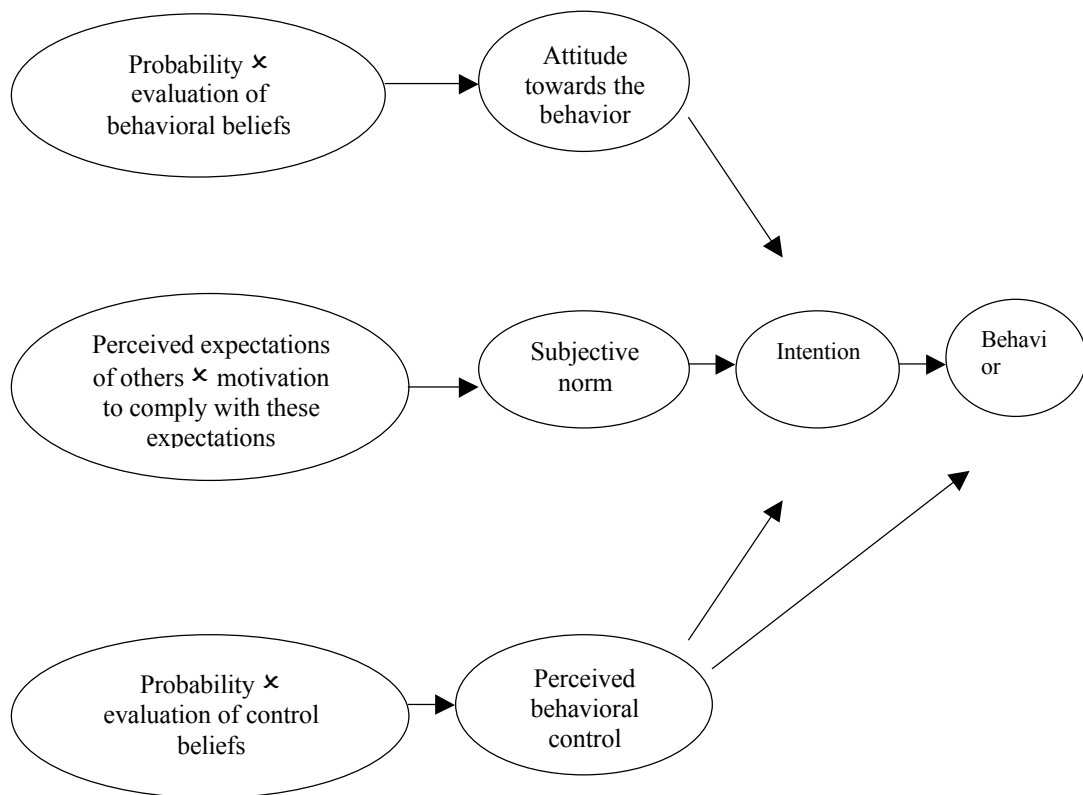 Probability ×
evaluation of
behavioral beliefs
Attitude
towards the
behavior
Perceived expectations
of others × motivation
to comply with these
expectations
Subjective
norm
Intention
Behavi
or
Probability ×
evaluation of control
beliefs
Perceived
behavioral
control